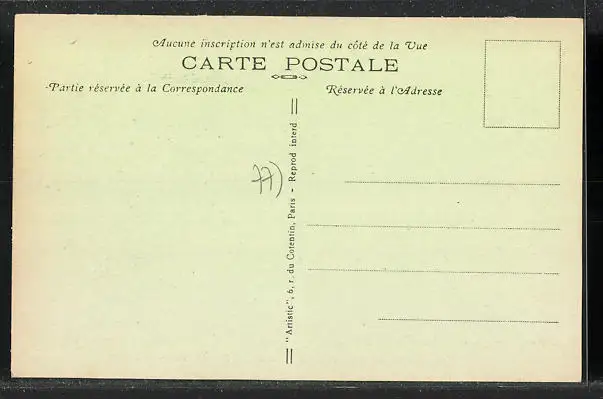 Aucune inscription n'est admise du côté de la Vue
CARTE POSTALE
Partie réservée à la Correspondance
Réservée à l'Adresse
77)
"Artistic", 6, r. du Cotentin, Paris - Reprod interd